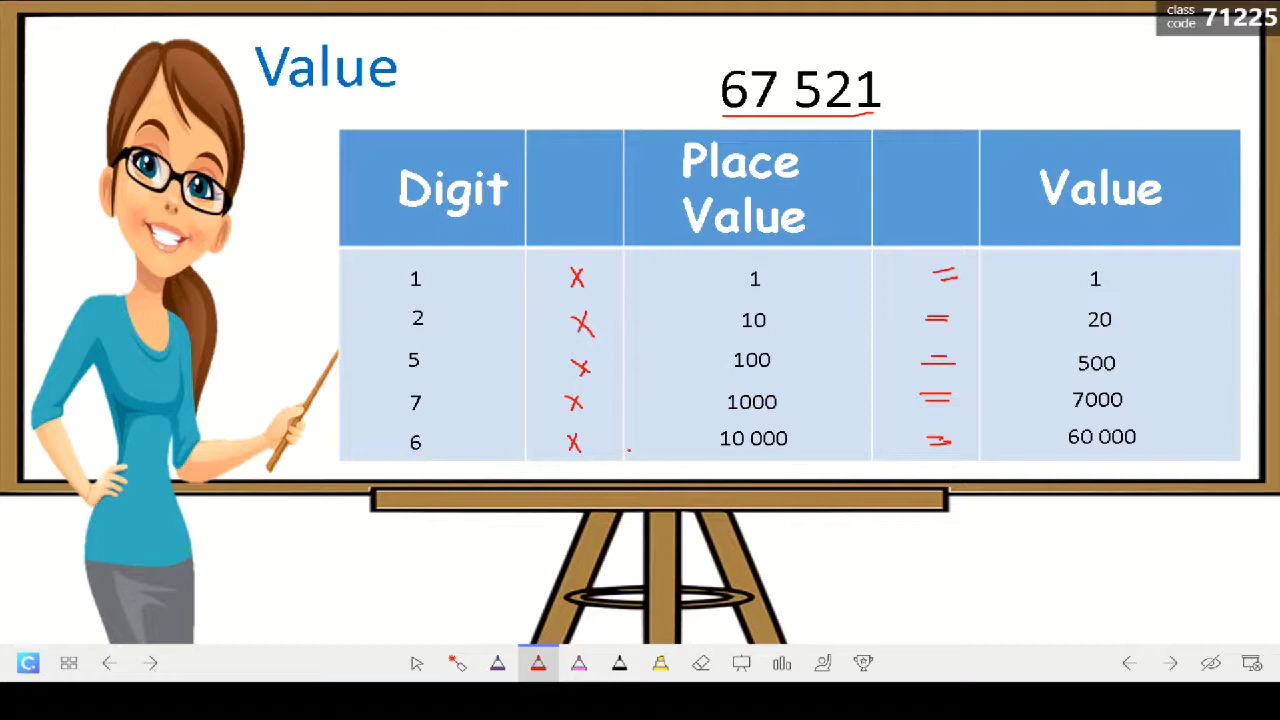 class
code 71225
Value
67 521
Digit Place Value Value
1 × 1 = 1
2 × 10 = 20
5 × 100 = 500
7 × 1000 = 7000
6 × 10 000 = 60 000